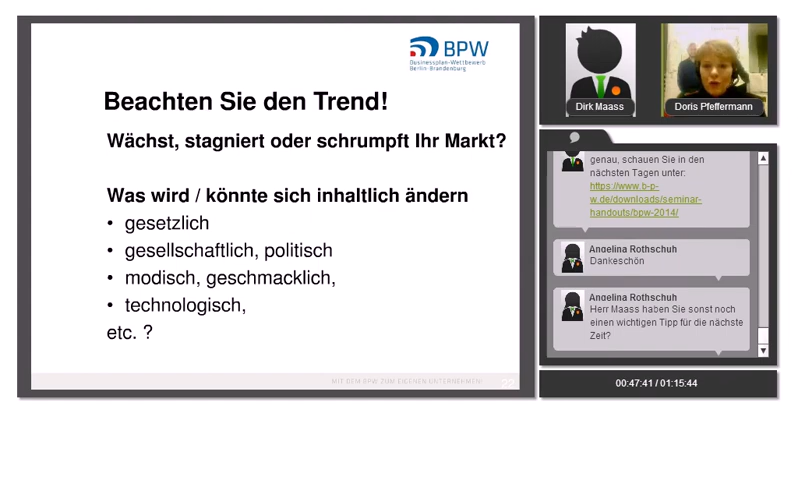 BPW
Businessplan-Wettbewerb
Berlin-Brandenburg
Beachten Sie den Trend!
Wächst, stagniert oder schrumpft Ihr Markt?
Was wird / könnte sich inhaltlich ändern
• gesetzlich
• gesellschaftlich, politisch
• modisch, geschmacklich,
• technologisch,
etc. ?
MIT DEM BPW ZUM EIGENEN UNTERNEHMEN!
Dirk Maass
Doris Pfeffermann
genau, schauen Sie in den
nächsten Tagen unter:
https://www.b-p-
w.de/downloads/seminar-
handouts/bpw-2014/
Angelina Rothschuh
Dankeschön
Angelina Rothschuh
Herr Maass haben Sie sonst noch
einen wichtigen Tipp für die nächste
Zeit?
00:47:41 / 01:15:44